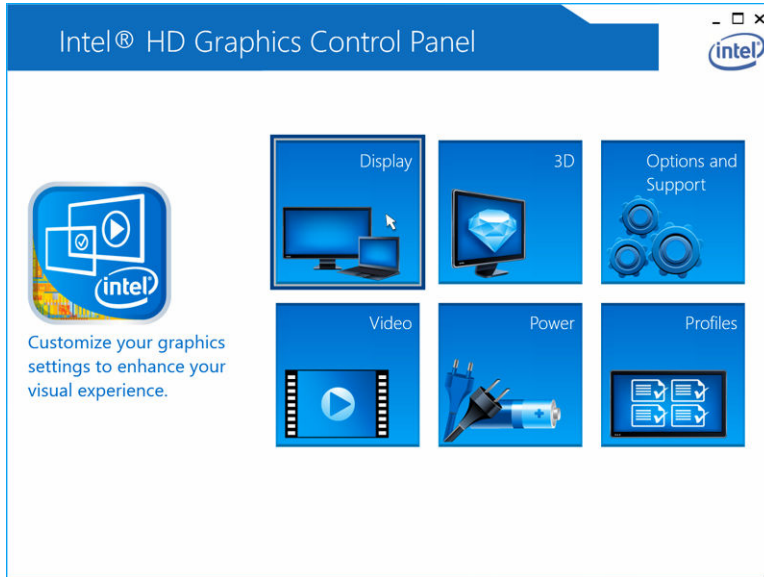 Intel® HD Graphics Control Panel
intel
Display
3D
Options and
Support
intel
Customize your graphics
settings to enhance your
visual experience.
Video
Power
Profiles